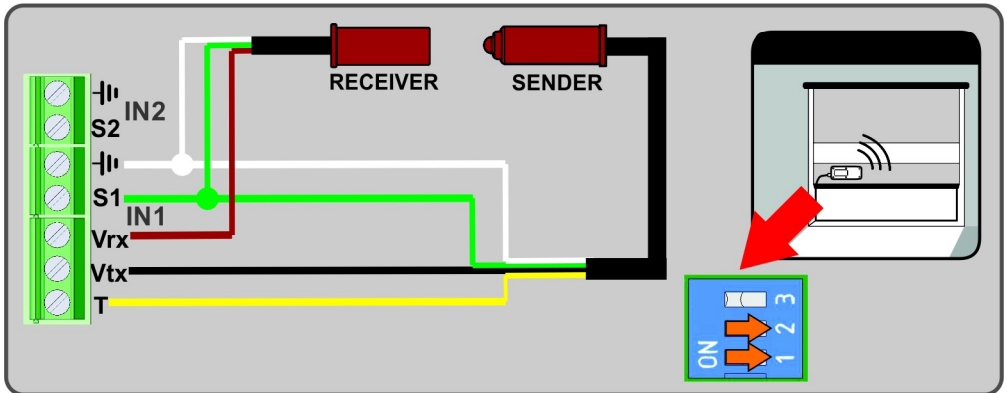 RECEIVER
SENDER
IN2
S2
S1
IN1
Vrx
Vtx
T
ON
1
2
3